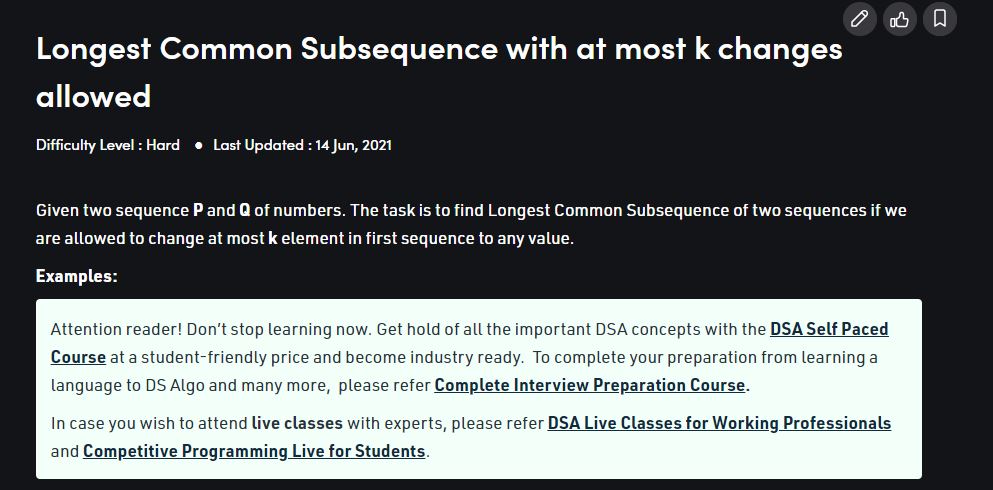 Longest Common Subsequence with at most k changes
allowed
Difficulty Level : Hard ● Last Updated : 14 Jun, 2021
Given two sequence P and Q of numbers. The task is to find Longest Common Subsequence of two sequences if we
are allowed to change at most k element in first sequence to any value.
Examples:
Attention reader! Don’t stop learning now. Get hold of all the important DSA concepts with the DSA Self Paced
Course at a student-friendly price and become industry ready. To complete your preparation from learning a
language to DS Algo and many more, please refer Complete Interview Preparation Course.
In case you wish to attend live classes with experts, please refer DSA Live Classes for Working Professionals
and Competitive Programming Live for Students.